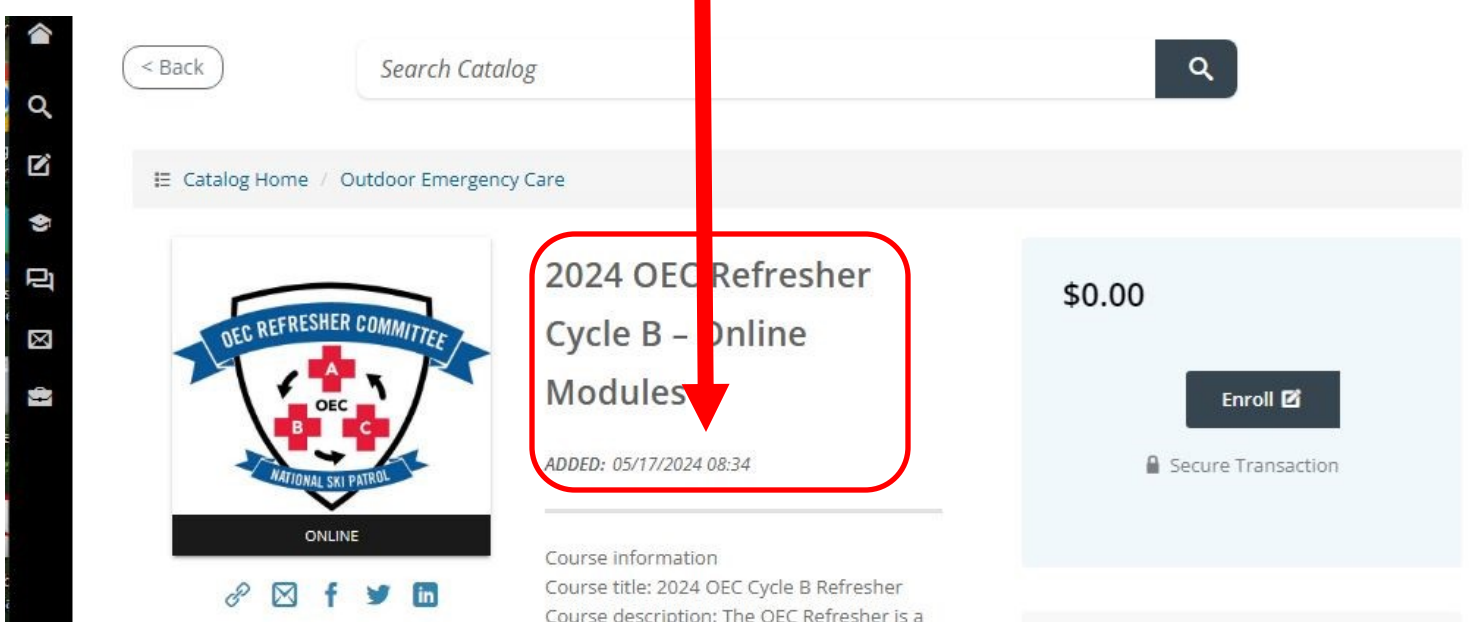 < Back
Search Catalog
Catalog Home / Outdoor Emergency Care
OEC REFRESHER COMMITTEE
A
OEC
B C
NATIONAL SKI PATROL
ONLINE
2024 OEC Refresher
Cycle B – Online
Modules
ADDED: 05/17/2024 08:34
Course information
Course title: 2024 OEC Cycle B Refresher
Course description: The OEC Refresher is a
$0.00
Enroll
Secure Transaction